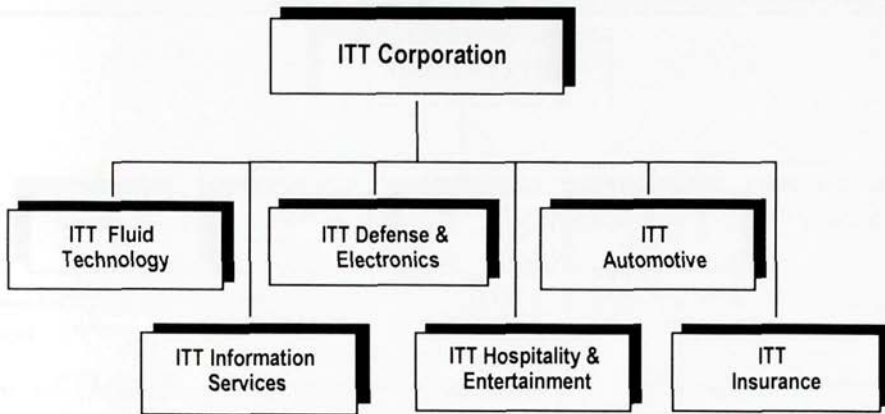 ITT Corporation
ITT Fluid
Technology
ITT Defense &
Electronics
ITT
Automotive
ITT Information
Services
ITT Hospitality &
Entertainment
ITT
Insurance